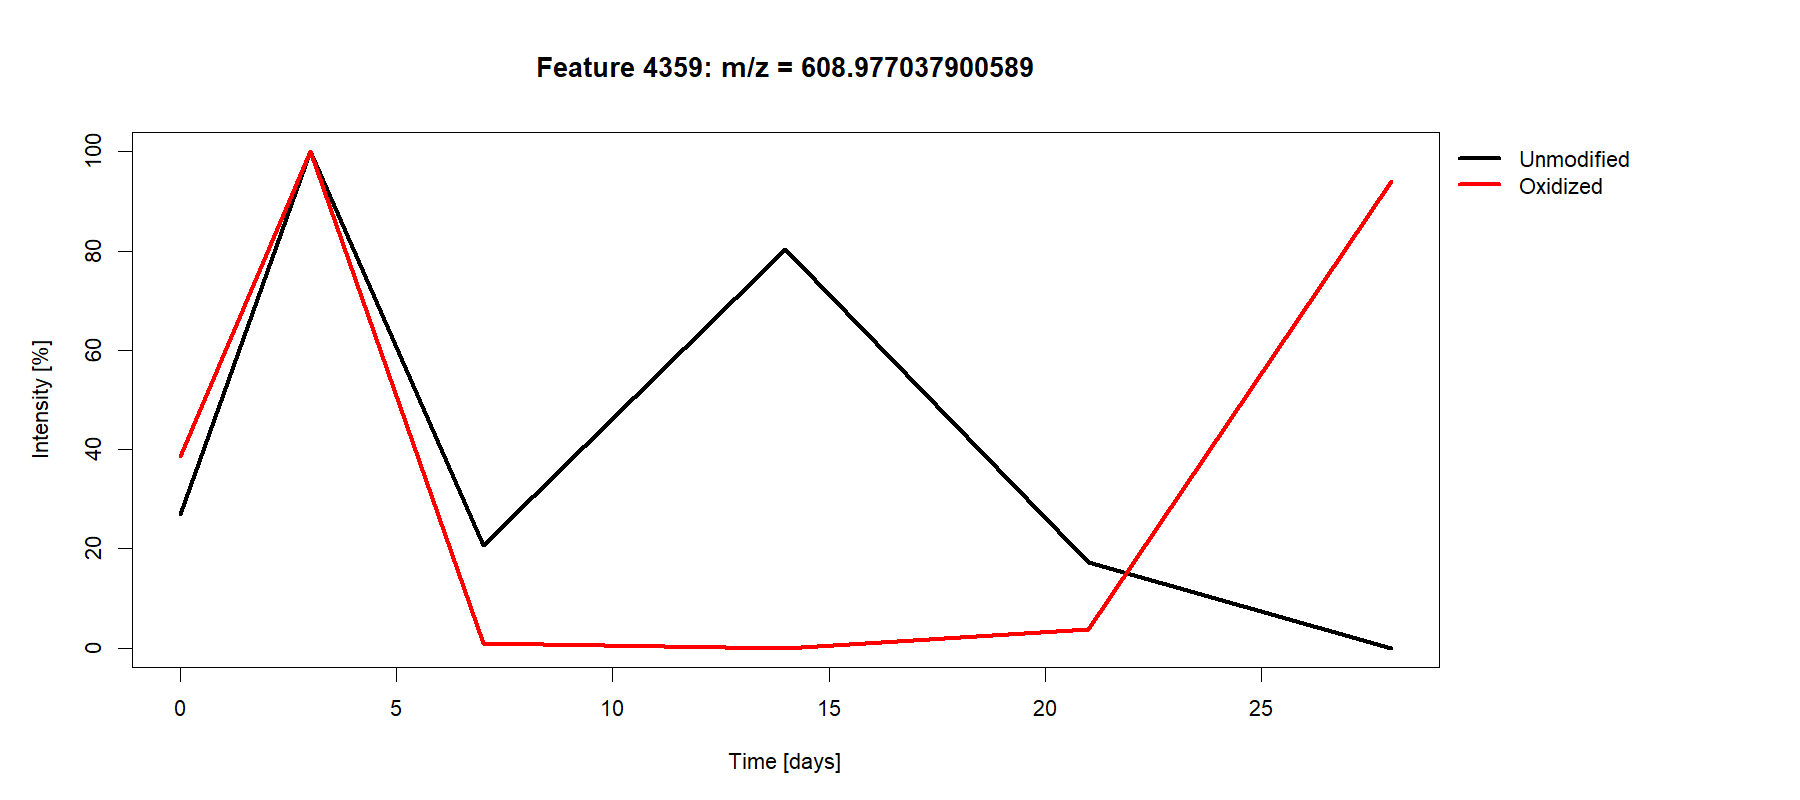 Feature 4359: m/z = 608.977037900589
100
80
60
40
20
0
Intensity [%]
0 5 10 15 20 25
Time [days]
Unmodified
Oxidized